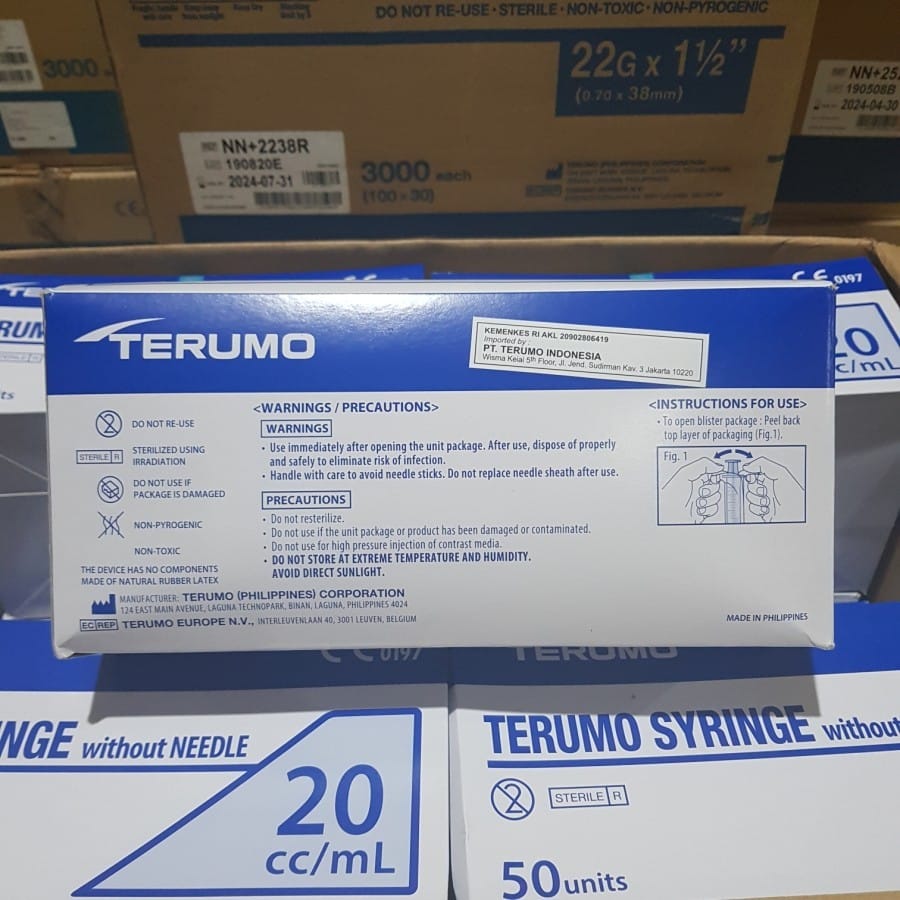 DO NOT RE-USE · STERILE · NON-TOXIC · NON-PYROGENIC
22G x 1½”
(0.70 x 38mm)
3000
NN+2238R
190820E
2024-07-31
3000 each
(100 x 30)
TERUMO (PHILIPPINES) CORPORATION
190508B
2024-04-30
CE 0197
TERUMO
KEMENKES RI AKL 20902806419
Imported by :
PT. TERUMO INDONESIA
Wisma Keiai 5th Floor, Jl. Jend. Sudirman Kav. 3 Jakarta 10220
20
cc/mL
DO NOT RE-USE
STERILE R
STERILIZED USING
IRRADIATION
DO NOT USE IF
PACKAGE IS DAMAGED
NON-PYROGENIC
NON-TOXIC
THE DEVICE HAS NO COMPONENTS
MADE OF NATURAL RUBBER LATEX
<WARNINGS / PRECAUTIONS>
WARNINGS
• Use immediately after opening the unit package. After use, dispose of properly
and safely to eliminate risk of infection.
• Handle with care to avoid needle sticks. Do not replace needle sheath after use.
PRECAUTIONS
• Do not resterilize.
• Do not use if the unit package or product has been damaged or contaminated.
• Do not use for high pressure injection of contrast media.
• DO NOT STORE AT EXTREME TEMPERATURE AND HUMIDITY.
AVOID DIRECT SUNLIGHT.
<INSTRUCTIONS FOR USE>
• To open blister package : Peel back
top layer of packaging (Fig.1).
Fig. 1
MANUFACTURER: TERUMO (PHILIPPINES) CORPORATION
124 EAST MAIN AVENUE, LAGUNA TECHNOPARK, BINAN, LAGUNA, PHILIPPINES 4024
EC REP TERUMO EUROPE N.V., INTERLEUVENLAAN 40, 3001 LEUVEN, BELGIUM
MADE IN PHILIPPINES
CE 0197
TERUMO
NGE without NEEDLE
20
cc/mL
TERUMO SYRINGE without
STERILE R
50 units